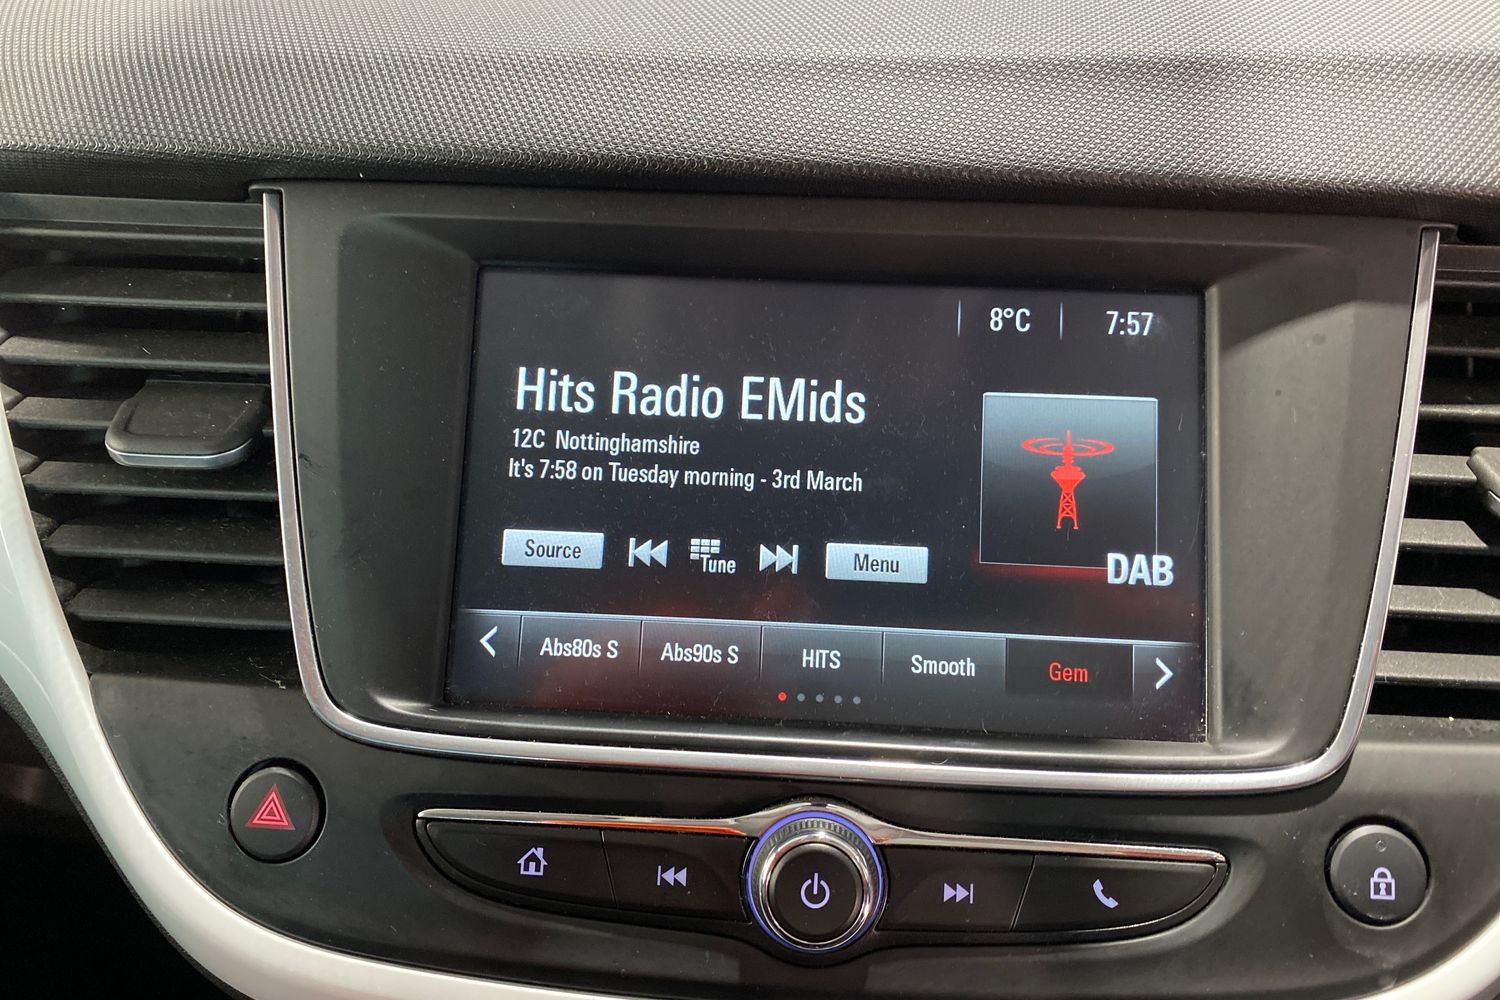 8°C 7:57
Hits Radio EMids
12C Nottinghamshire
It's 7:58 on Tuesday morning - 3rd March
Source Tune Menu
DAB
Abs80s S Abs90s S HITS Smooth Gem